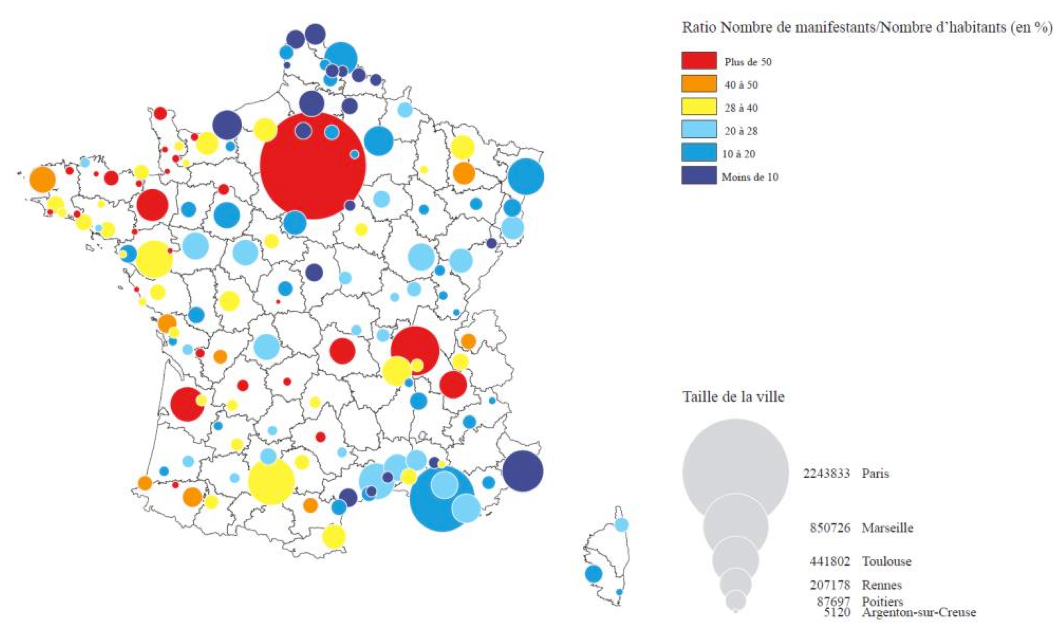 Ratio Nombre de manifestants/Nombre d’habitants (en %)
Plus de 50
40 à 50
28 à 40
20 à 28
10 à 20
Moins de 10
Taille de la ville
2243833 Paris
850726 Marseille
441802 Toulouse
207178 Rennes
87697 Poitiers
5120 Argenton-sur-Creuse